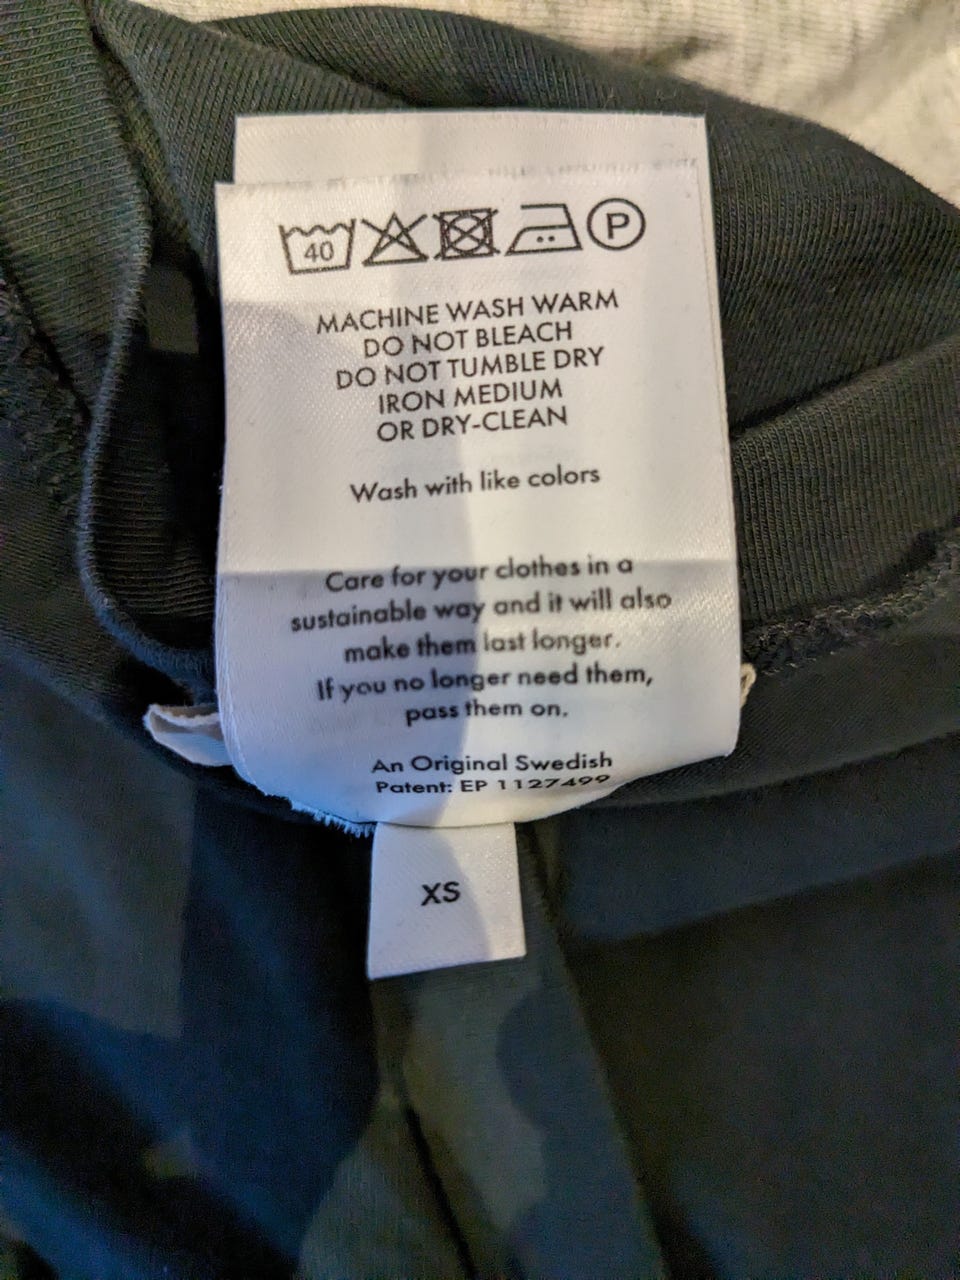 40 P
MACHINE WASH WARM
DO NOT BLEACH
DO NOT TUMBLE DRY
IRON MEDIUM
OR DRY-CLEAN
Wash with like colors
Care for your clothes in a
sustainable way and it will also
make them last longer.
If you no longer need them,
pass them on.
An Original Swedish
Patent: EP 1127499
XS